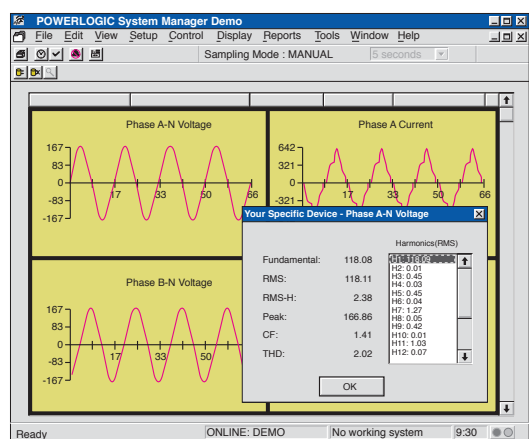 POWERLOGIC System Manager Demo
File Edit View Setup Control Display Reports Tools Window Help
Sampling Mode : MANUAL 5 seconds
Phase A-N Voltage
167
83
0
-83
-167
17 33 50 66
Phase A Current
642
321
0
-321
17 33 50 66
Phase B-N Voltage
167
83
0
-83
-167
17 33 50
Your Specific Device - Phase A-N Voltage
Harmonics(RMS)
Fundamental: 118.08
RMS: 118.11
RMS-H: 2.38
Peak: 166.86
CF: 1.41
THD: 2.02
H1: 118.09
H2: 0.01
H3: 0.45
H4: 0.03
H5: 0.45
H6: 0.04
H7: 1.27
H8: 0.05
H9: 0.42
H10: 0.01
H11: 1.03
H12: 0.07
OK
Ready ONLINE: DEMO No working system 9:30